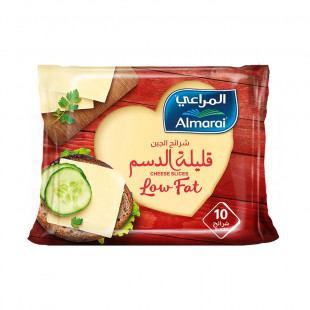 المراعي
Almarai
شرائح الجبن
قليلة الدسم
CHEESE SLICES
Low Fat
10
شرائح